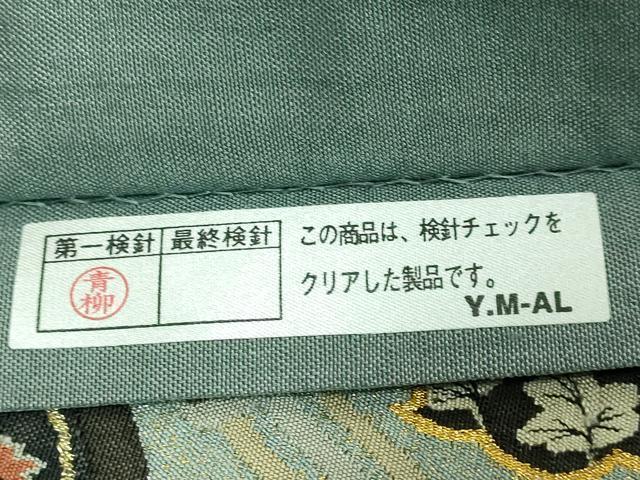 第一検針 最終検針
青柳
この商品は、検針チェックを
クリアした製品です。
Y.M-AL